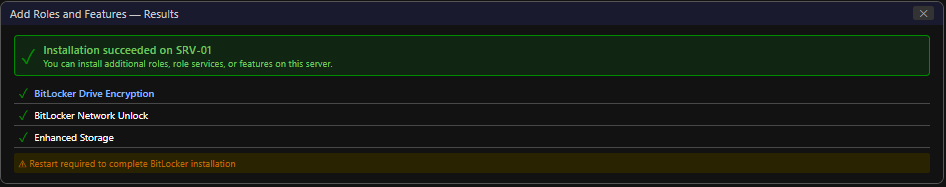 Add Roles and Features — Results
Installation succeeded on SRV-01
You can install additional roles, role services, or features on this server.
BitLocker Drive Encryption
BitLocker Network Unlock
Enhanced Storage
⚠ Restart required to complete BitLocker installation